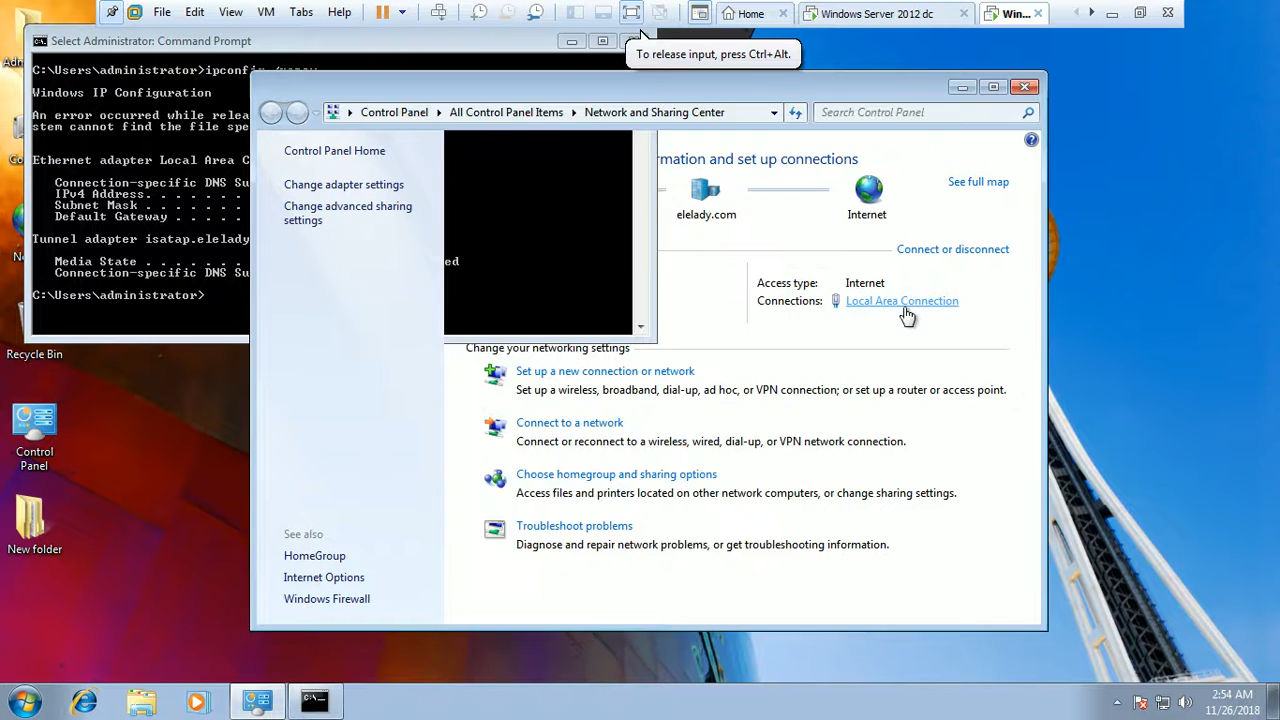 File Edit View VM Tabs Help
Home
Windows Server 2012 dc
Win...
To release input, press Ctrl+Alt.
Select Administrator: Command Prompt
C:\Users\administrator>ipconfig
Windows IP Configuration
An error occurred while relea
stem cannot find the file spe
Ethernet adapter Local Area C
Connection-specific DNS Su
IPv4 Address. . . . . . .
Subnet Mask . . . . . . .
Default Gateway . . . . . .
Tunnel adapter isatap.elelady
Media State . . . . . . . ed
Connection-specific DNS Su
C:\Users\administrator>
Control Panel
All Control Panel Items
Network and Sharing Center
Search Control Panel
Control Panel Home
Change adapter settings
Change advanced sharing
settings
See also
HomeGroup
Internet Options
Windows Firewall
rmation and set up connections
See full map
elelady.com
Internet
Connect or disconnect
Access type: Internet
Connections: Local Area Connection
Change your networking settings
Set up a new connection or network
Set up a wireless, broadband, dial-up, ad hoc, or VPN connection; or set up a router or access point.
Connect to a network
Connect or reconnect to a wireless, wired, dial-up, or VPN network connection.
Choose homegroup and sharing options
Access files and printers located on other network computers, or change sharing settings.
Troubleshoot problems
Diagnose and repair network problems, or get troubleshooting information.
Recycle Bin
Control
Panel
New folder
2:54 AM
11/26/2018